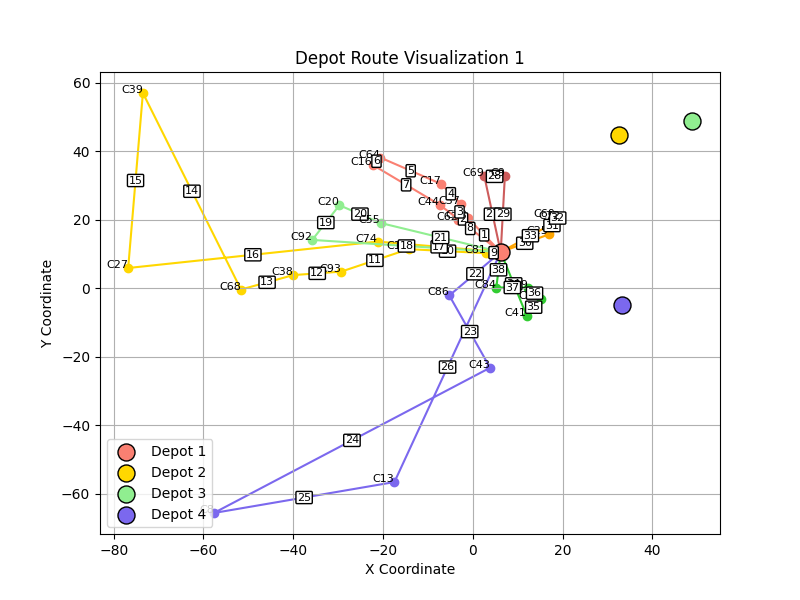 Depot Route Visualization 1
60
40
20
0
−20
−40
−60
−80
−60
−40
−20
0
20
40
X Coordinate
Y Coordinate
C39
C64
C16
C17
C69
C44
C20
C55
C92
C74
C27
C68
C38
C93
C81
C86
C84
C41
C43
C13
1
3
4
5
6
7
8
9
11
12
13
14
15
16
17
18
19
20
21
22
23
24
25
26
28
29
31
32
33
35
36
37
38
Depot 1
Depot 2
Depot 3
Depot 4